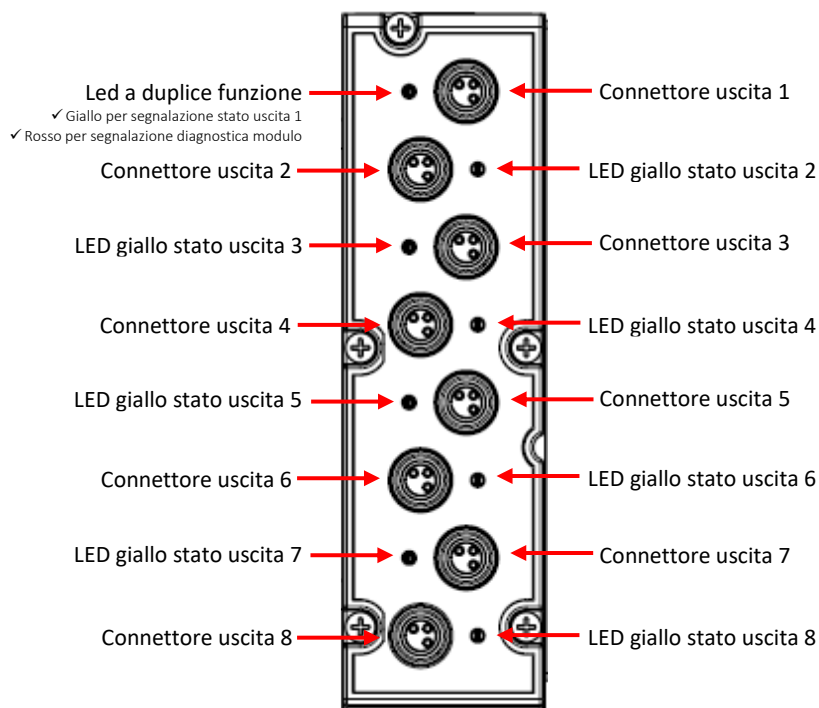 Led a duplice funzione
✓ Giallo per segnalazione stato uscita 1
✓ Rosso per segnalazione diagnostica modulo
Connettore uscita 1
Connettore uscita 2
LED giallo stato uscita 2
LED giallo stato uscita 3
Connettore uscita 3
Connettore uscita 4
LED giallo stato uscita 4
LED giallo stato uscita 5
Connettore uscita 5
Connettore uscita 6
LED giallo stato uscita 6
LED giallo stato uscita 7
Connettore uscita 7
Connettore uscita 8
LED giallo stato uscita 8